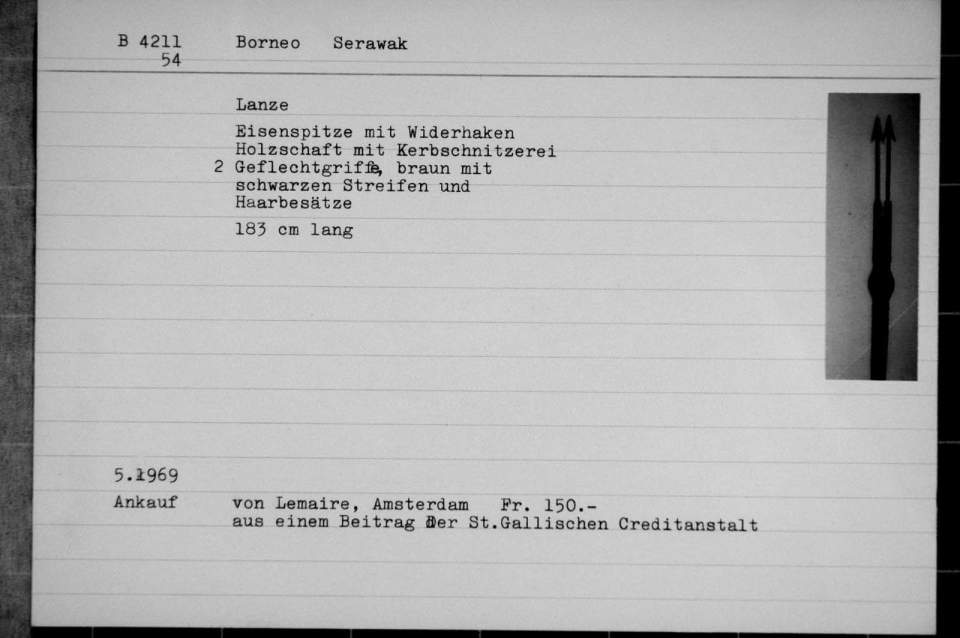 B 4211 Borneo Serawak
54
Lanze
Eisenspitze mit Widerhaken
Holzschaft mit Kerbschnitzerei
2 Geflechtgriffe, braun mit
schwarzen Streifen und
Haarbesätze
183 cm lang
5.1969
Ankauf von Lemaire, Amsterdam Fr. 150.-
aus einem Beitrag der St.Gallischen Creditanstalt